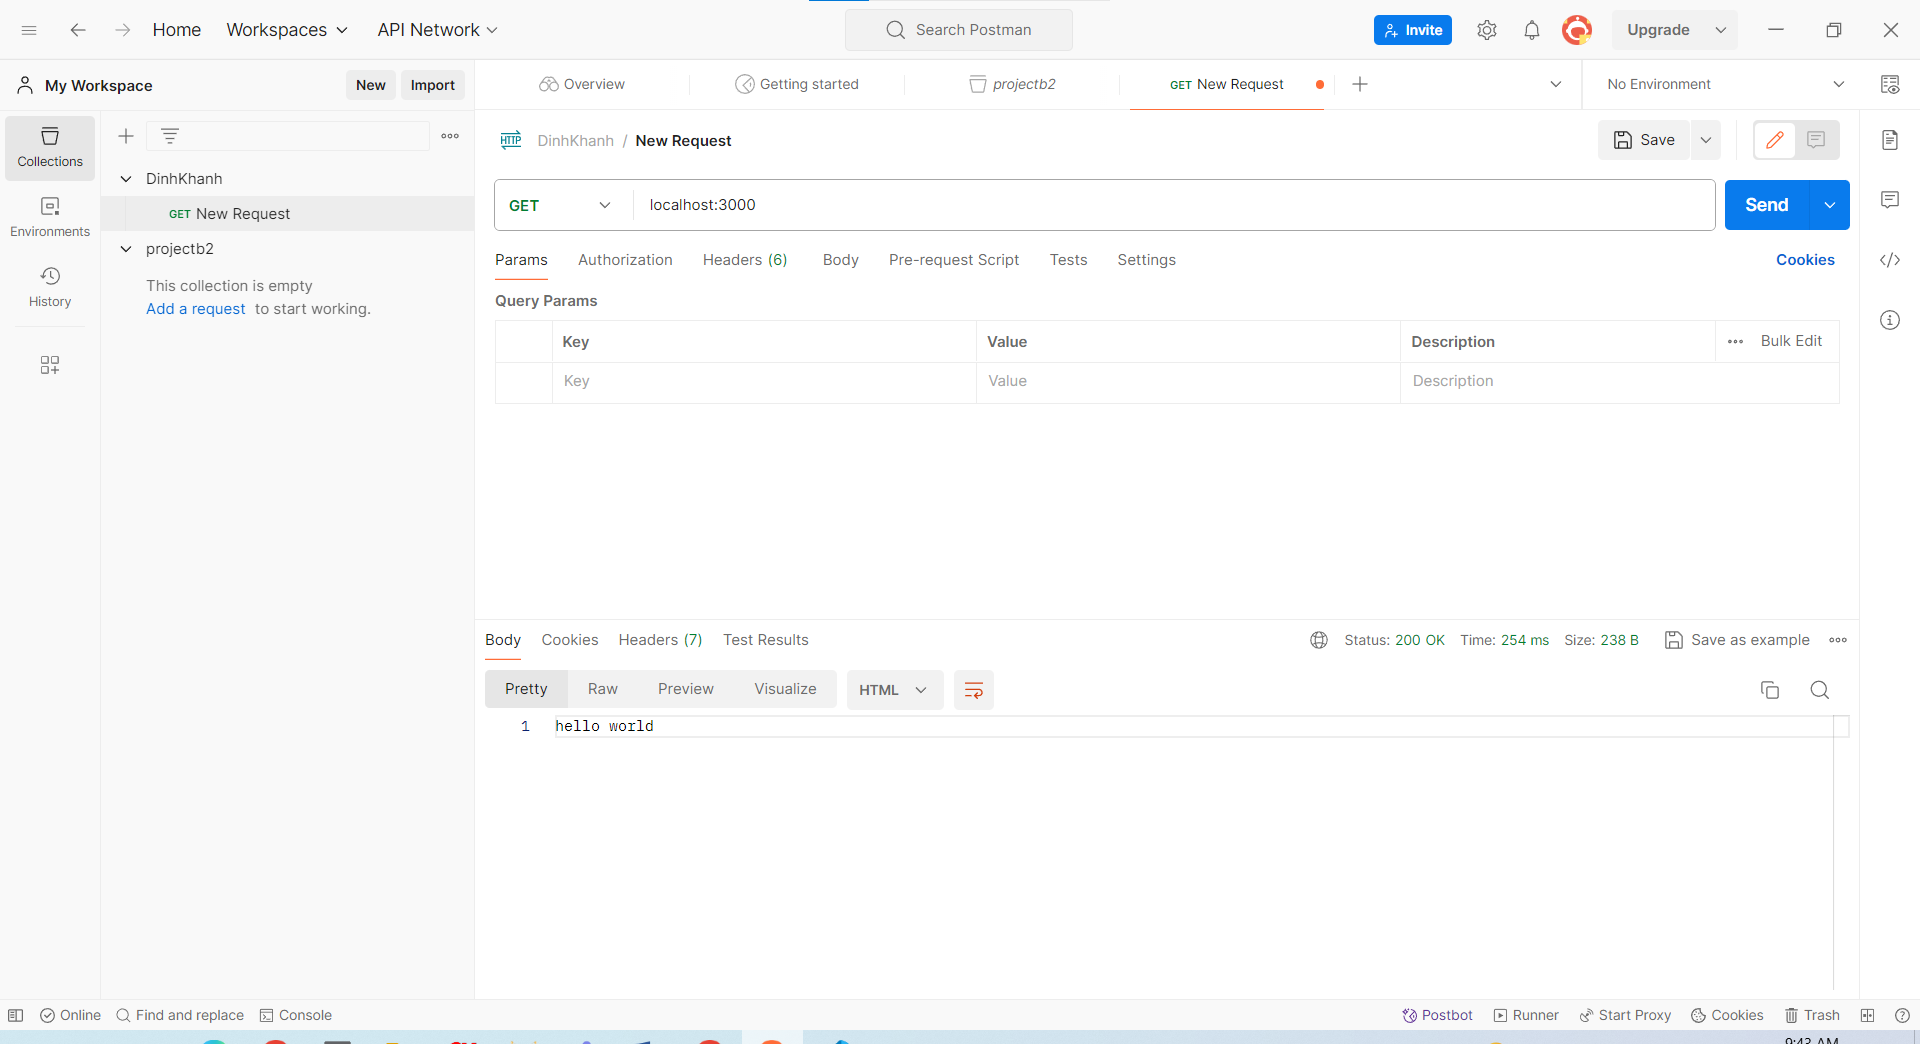 Home Workspaces API Network Search Postman Invite Upgrade
My Workspace New Import
Overview Getting started projectb2 GET New Request No Environment
Collections
Environments
History
DinhKhanh
GET New Request
projectb2
This collection is empty
Add a request to start working.
HTTP DinhKhanh / New Request Save
GET localhost:3000 Send
Params Authorization Headers (6) Body Pre-request Script Tests Settings Cookies
Query Params
Key Value Description Bulk Edit
Key Value Description
Body Cookies Headers (7) Test Results Status: 200 OK Time: 254 ms Size: 238 B Save as example
Pretty Raw Preview Visualize HTML
1 hello world
Online Find and replace Console Postbot Runner Start Proxy Cookies Trash
9:43 AM